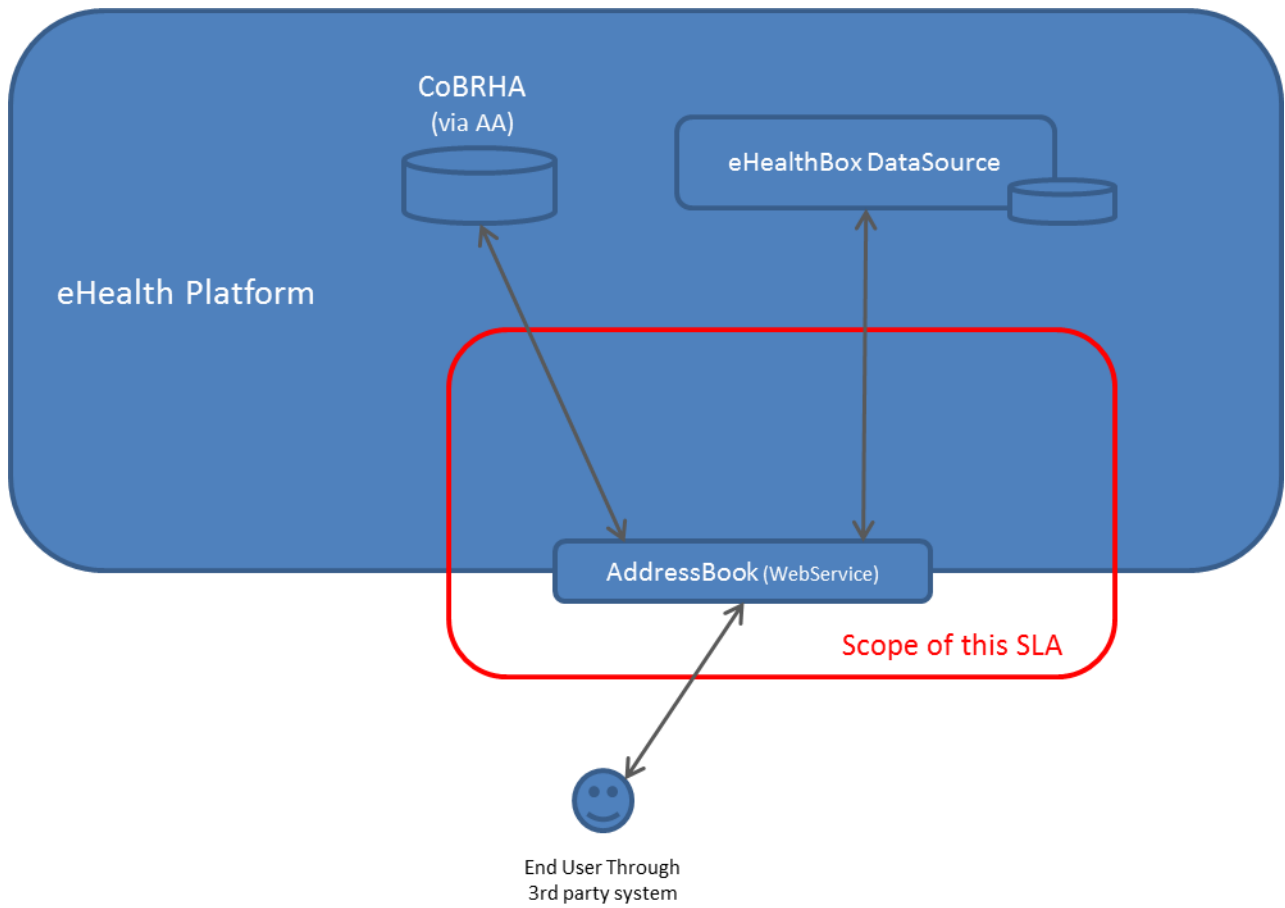 CoBRHA
(via AA)
eHealthBox DataSource
eHealth Platform
AddressBook (WebService)
Scope of this SLA
End User Through
3rd party system